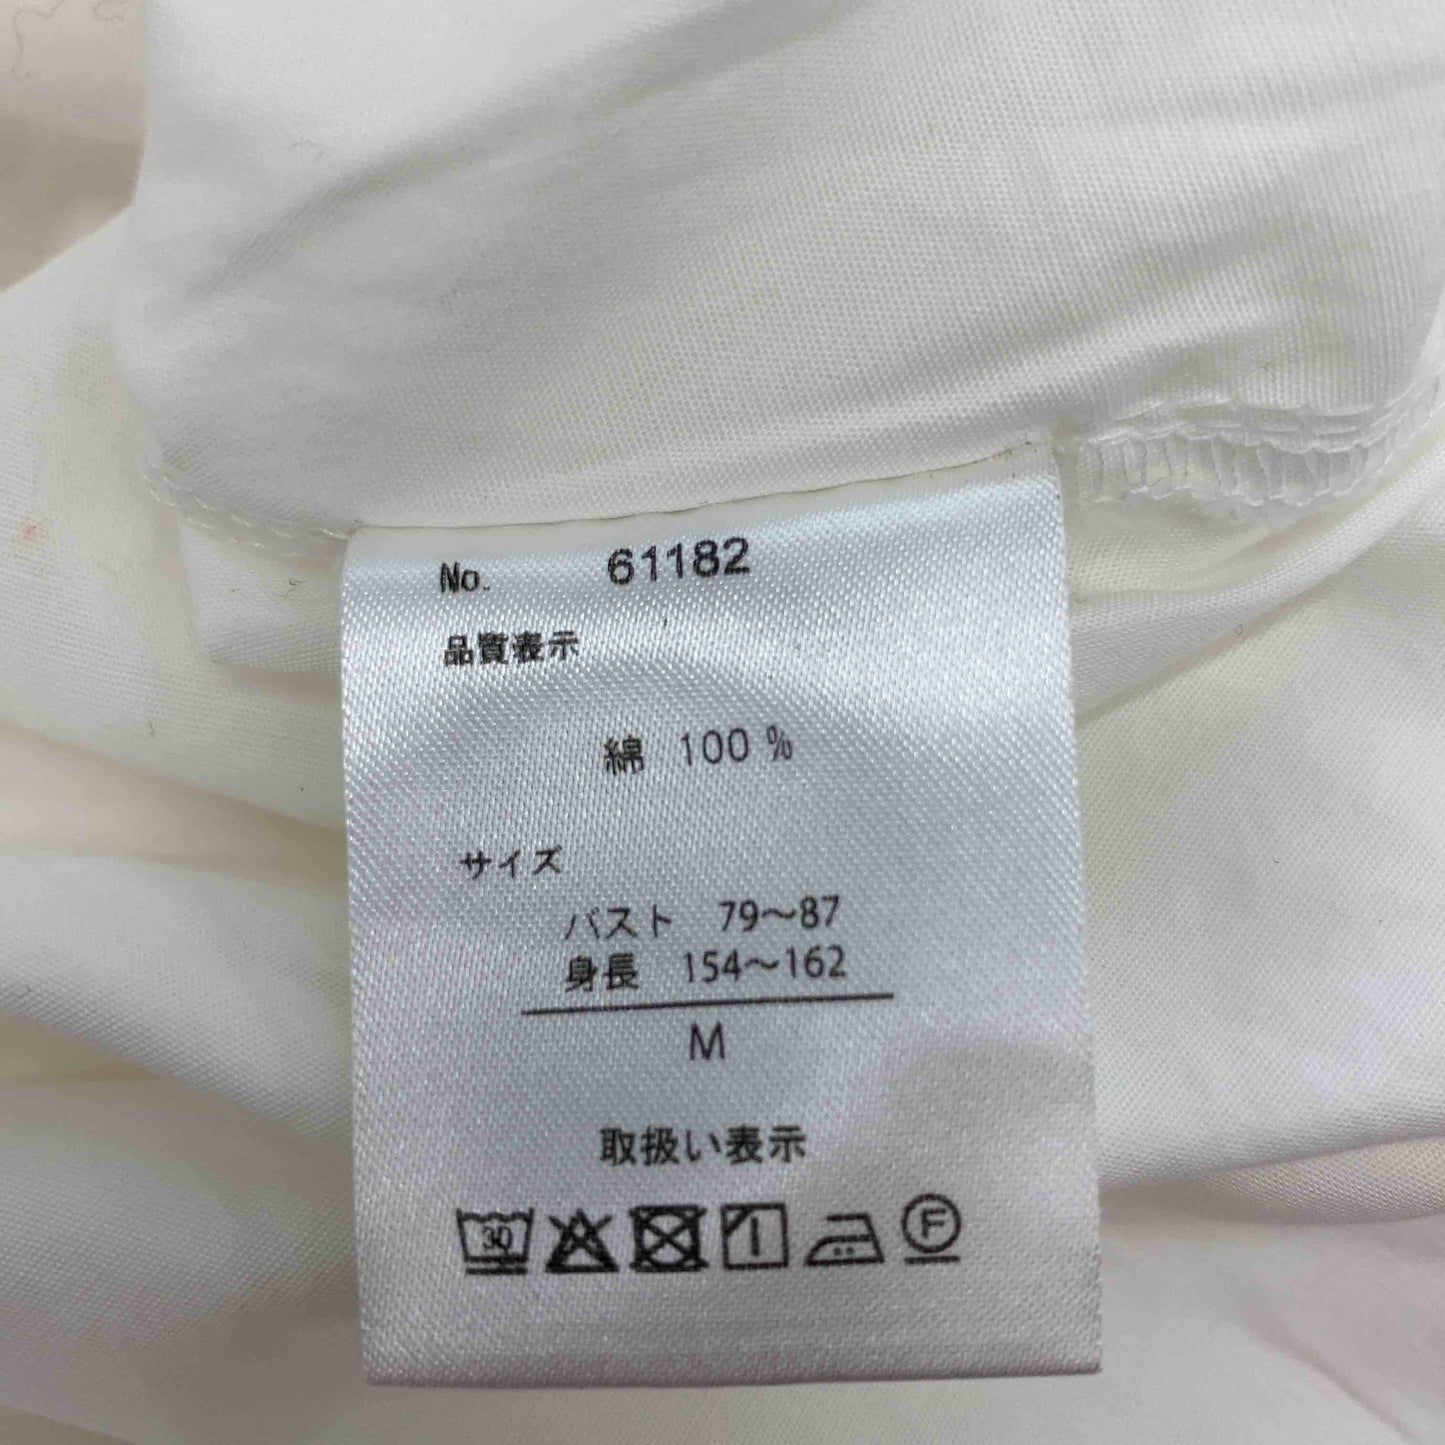 No. 61182
品質表示
綿 100 %
サイズ
バスト 79〜87
身長 154〜162
M
取扱い表示
30
F